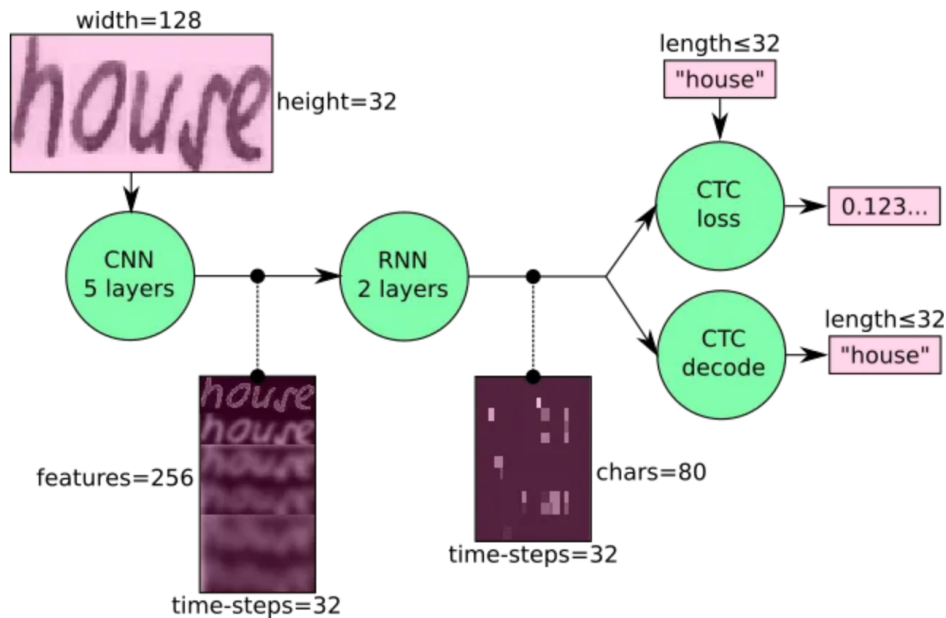 width=128
house
height=32
CNN
5 layers
RNN
2 layers
length≤32
"house"
CTC
loss
0.123...
CTC
decode
length≤32
"house"
house
house
features=256
time-steps=32
chars=80
time-steps=32